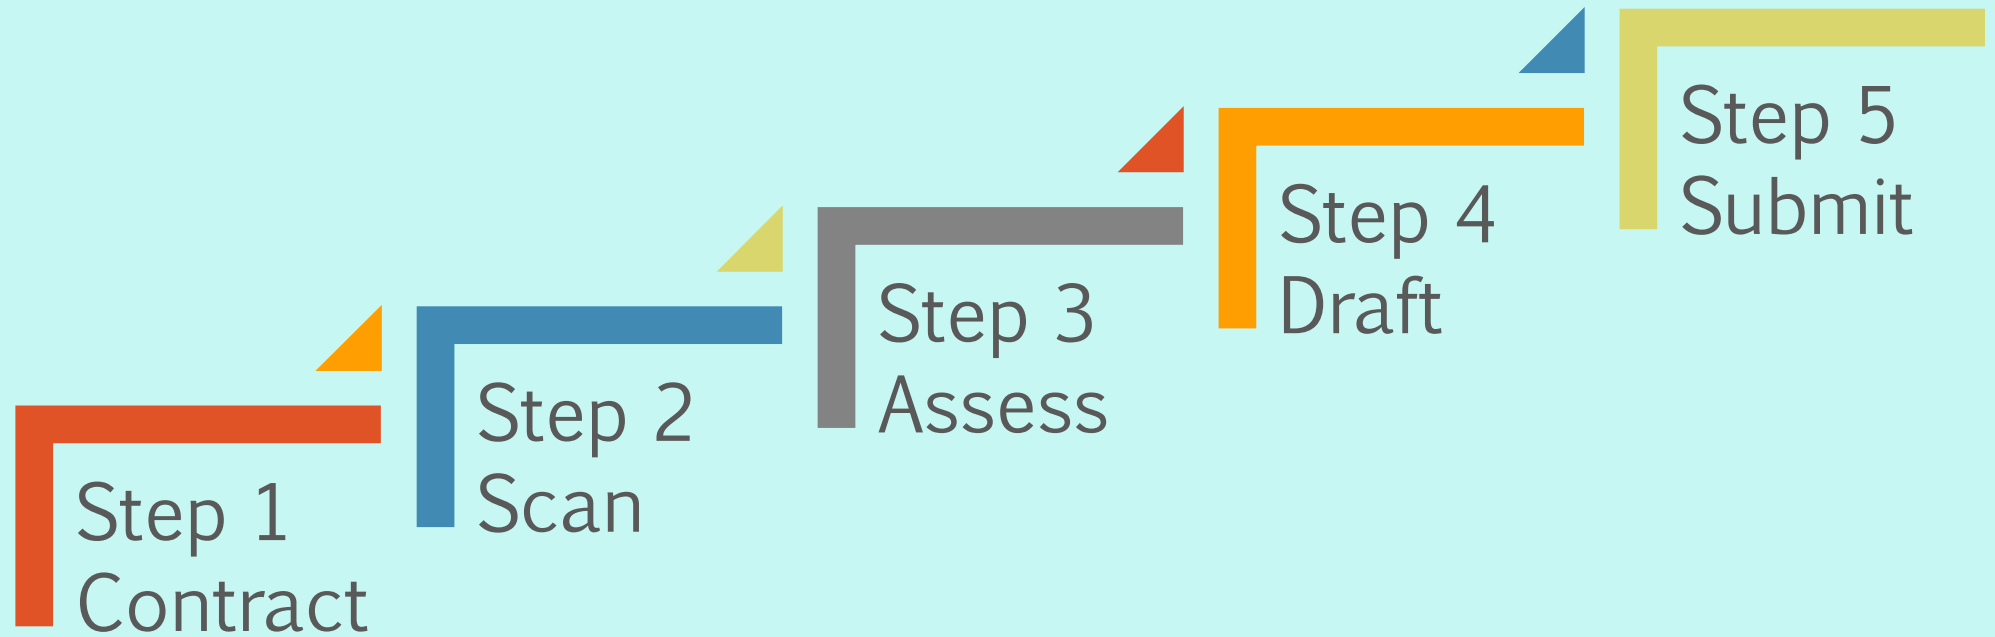 Step 1
Contract
Step 2
Scan
Step 3
Assess
Step 4
Draft
Step 5
Submit